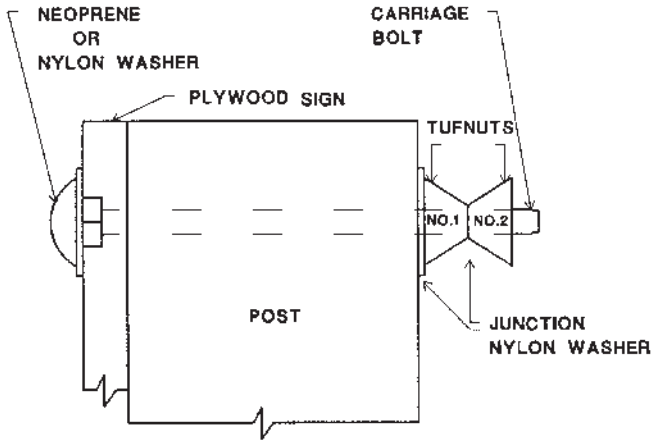 NEOPRENE
OR
NYLON WASHER
CARRIAGE
BOLT
PLYWOOD SIGN
TUFNUTS
NO.1
NO.2
POST
JUNCTION
NYLON WASHER